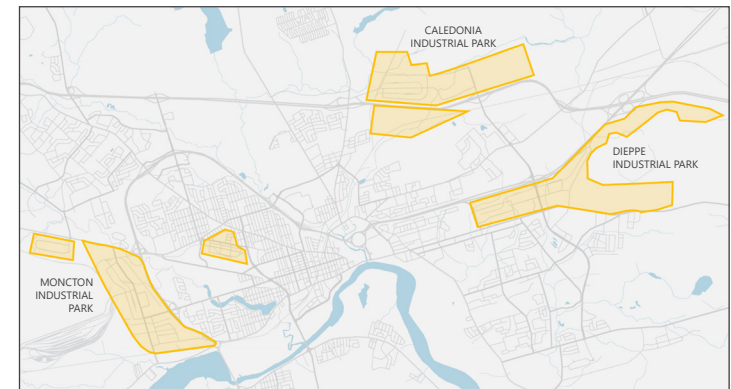 CALEDONIA
INDUSTRIAL PARK
DIEPPE
INDUSTRIAL PARK
MONCTON
INDUSTRIAL
PARK